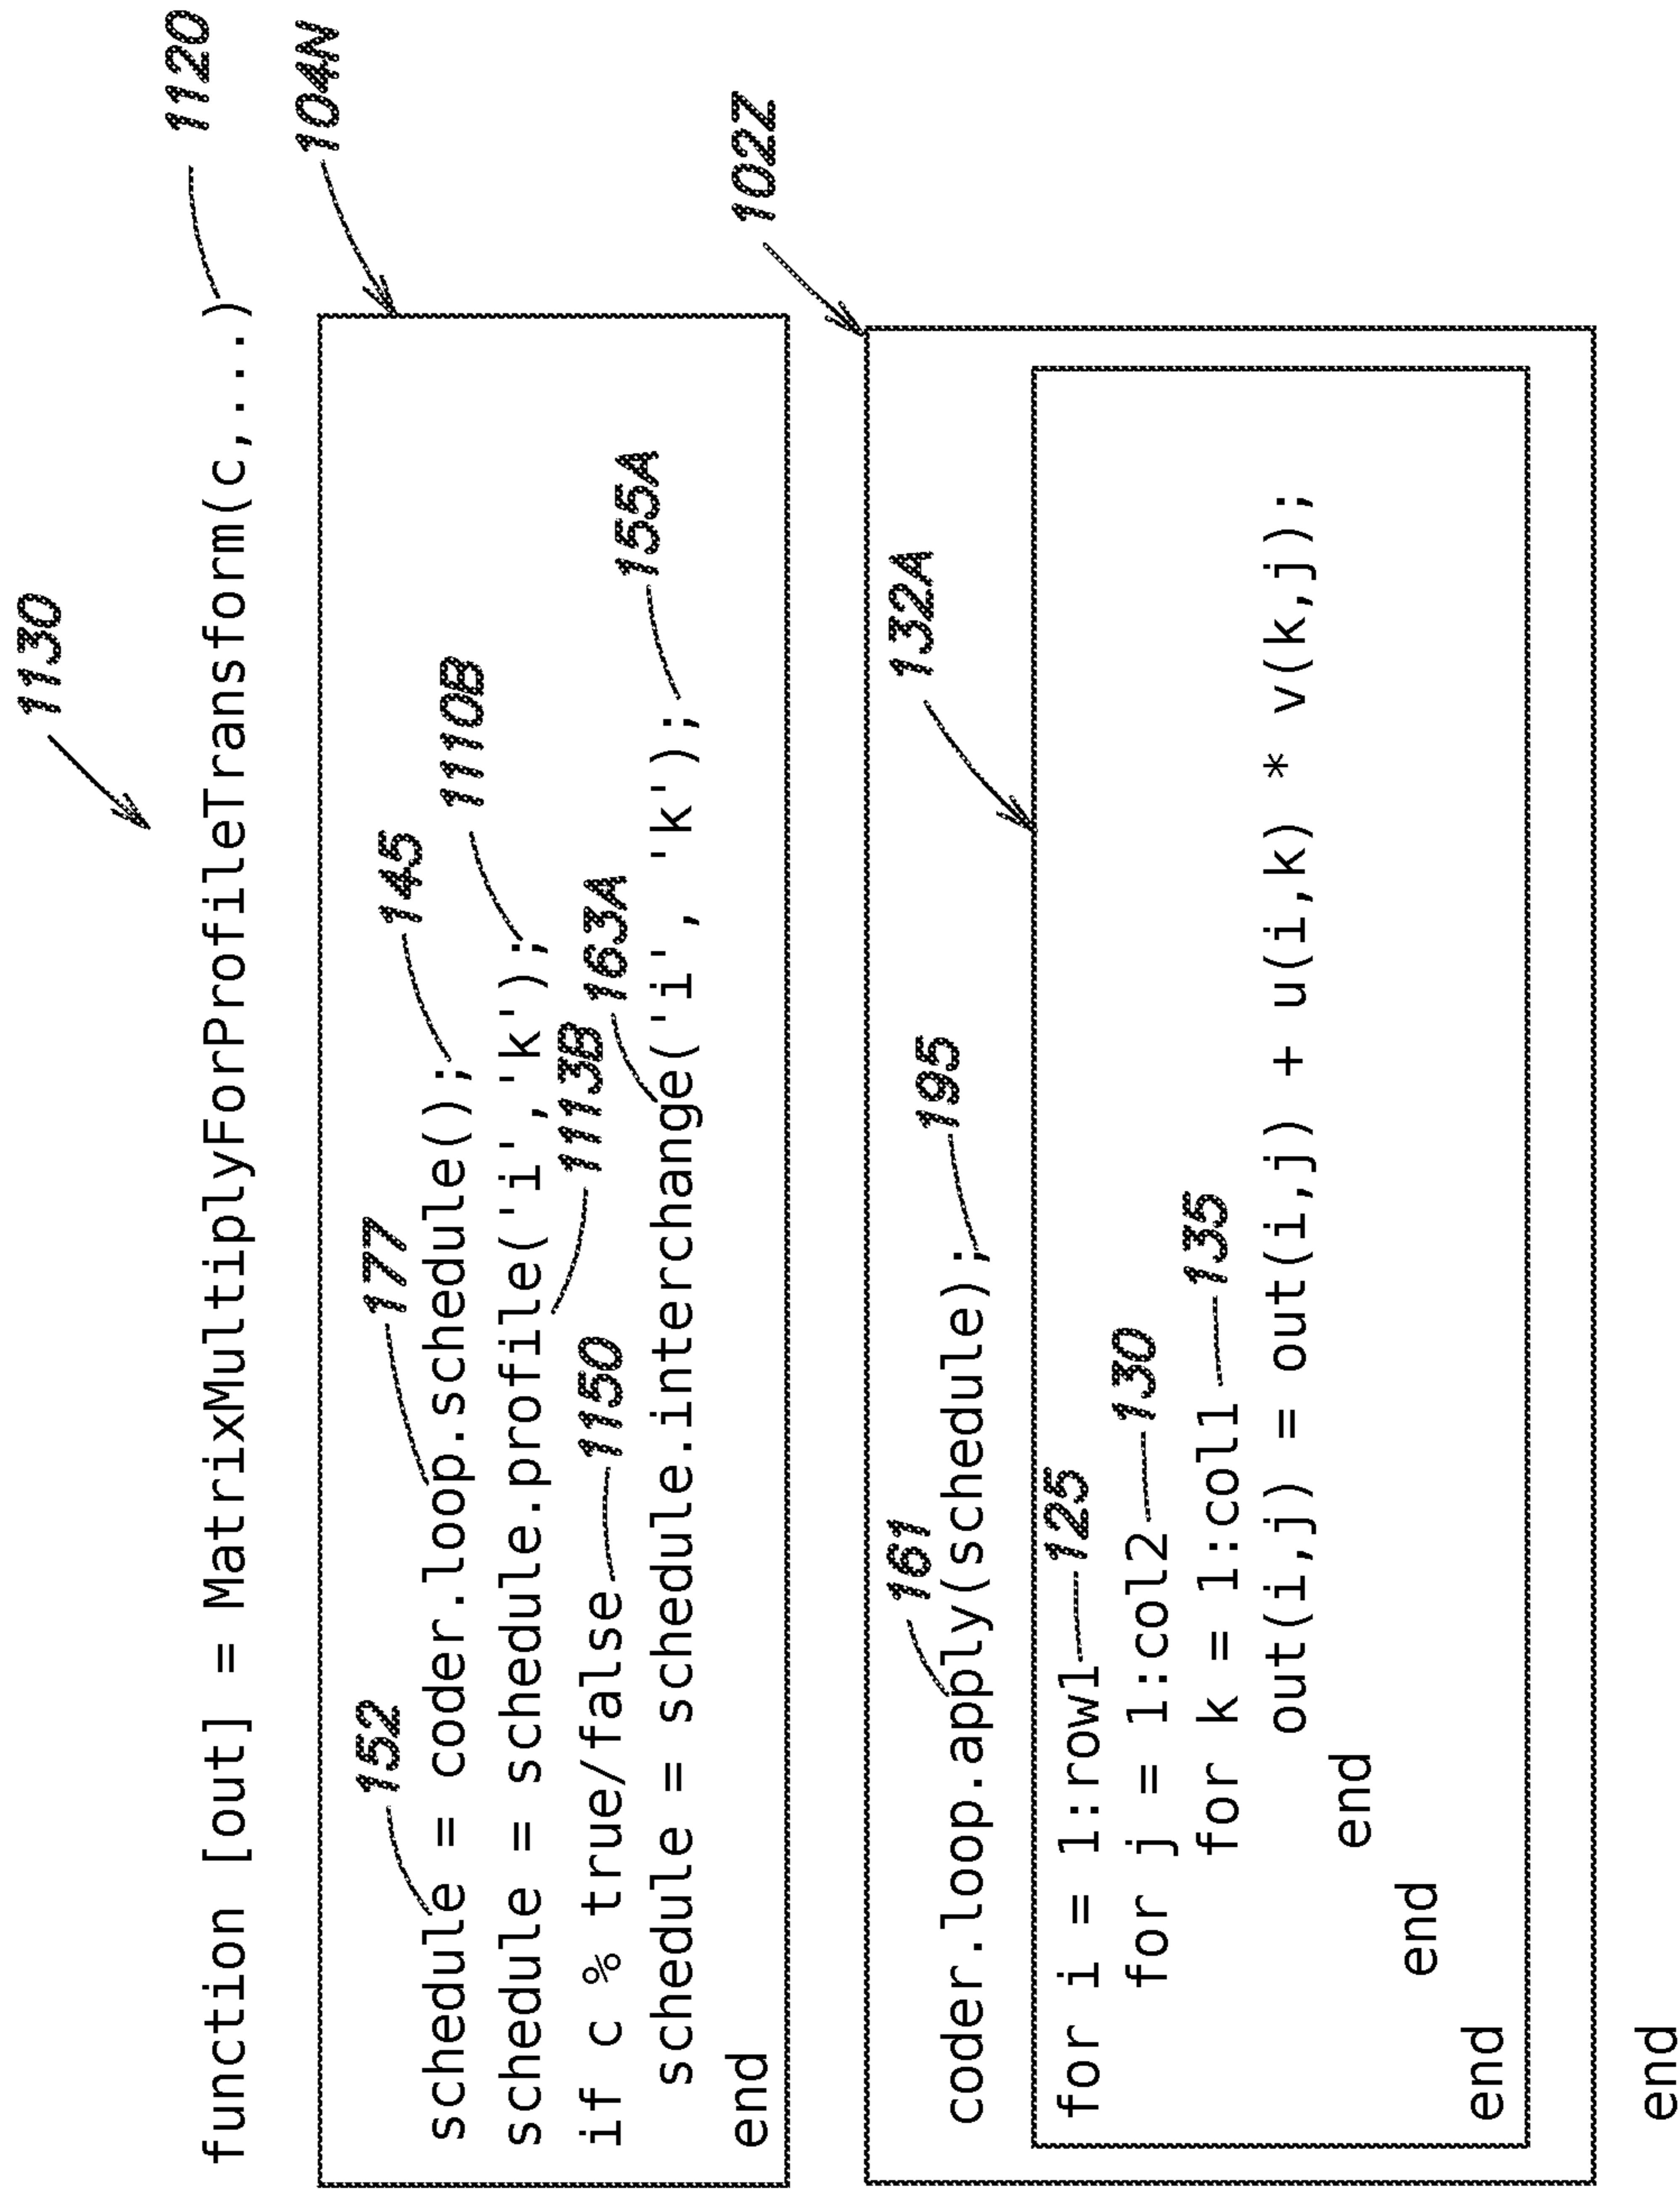 1130
function [out] = MatrixMultiplyForProfileTransform(c,...) 1120
104N
152 177 145
schedule = coder.loop.schedule();
1110B
schedule = schedule.profile('i','k');
1113B 163A
if c % true/false 1150
155A
schedule = schedule.interchange('i', 'k');
end
102Z
161 195
coder.loop.apply(schedule);
132A
for i = 1:row1 125
for j = 1:col2 130
for k = 1:col1 135
out(i,j) = out(i,j) + u(i,k) * v(k,j);
end
end
end
end